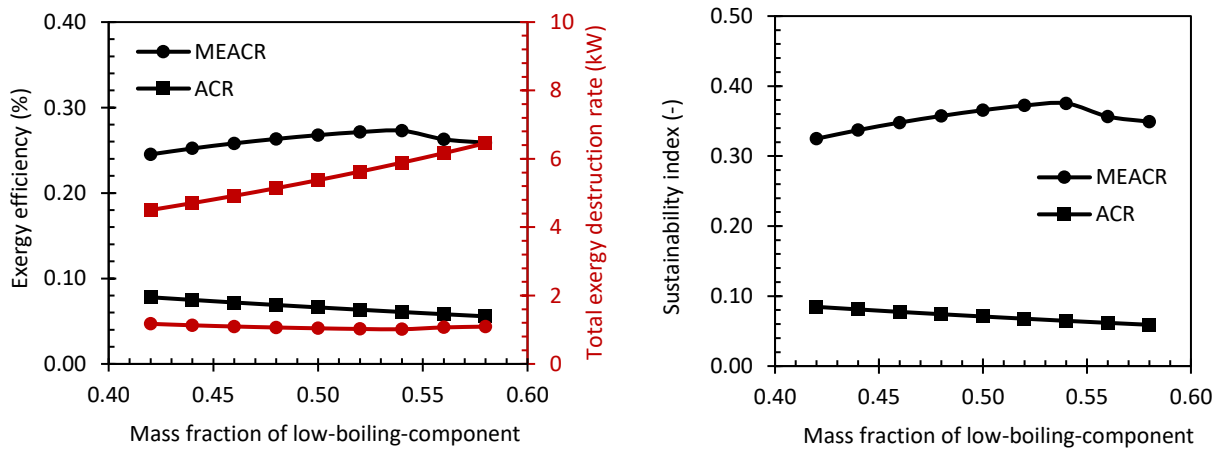 0.40
0.30
0.20
0.10
0.00
Exergy efficiency (%)
MEACR
ACR
10
8
6
4
2
0
Total exergy destruction rate (kW)
0.40 0.45 0.50 0.55 0.60
Mass fraction of low-boiling-component
0.50
0.40
0.30
0.20
0.10
0.00
Sustainability index (-)
MEACR
ACR
0.40 0.45 0.50 0.55 0.60
Mass fraction of low-boiling-component